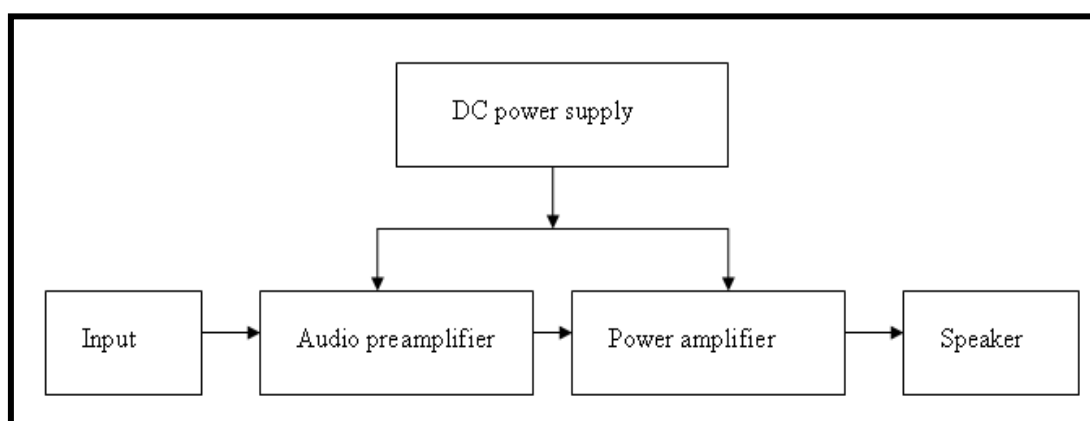 DC power supply
Input
Audio preamplifier
Power amplifier
Speaker